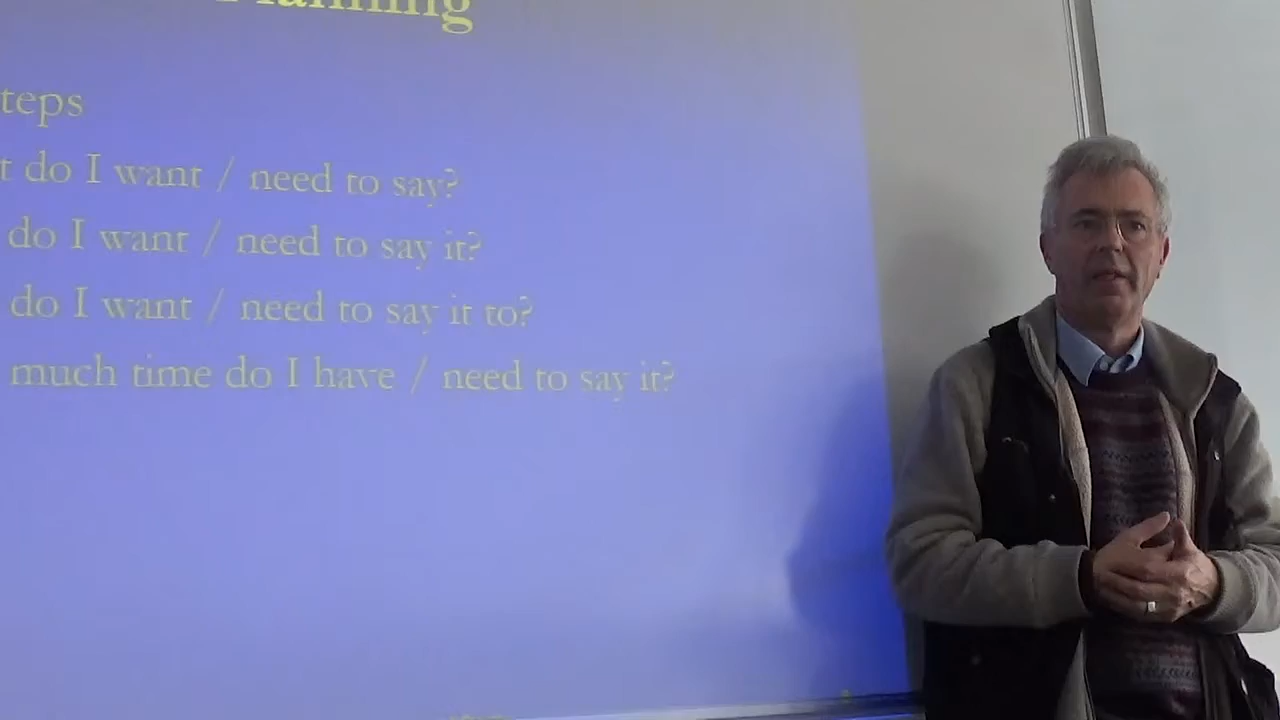 Planning
teps
t do I want / need to say?
do I want / need to say it?
do I want / need to say it to?
much time do I have / need to say it?